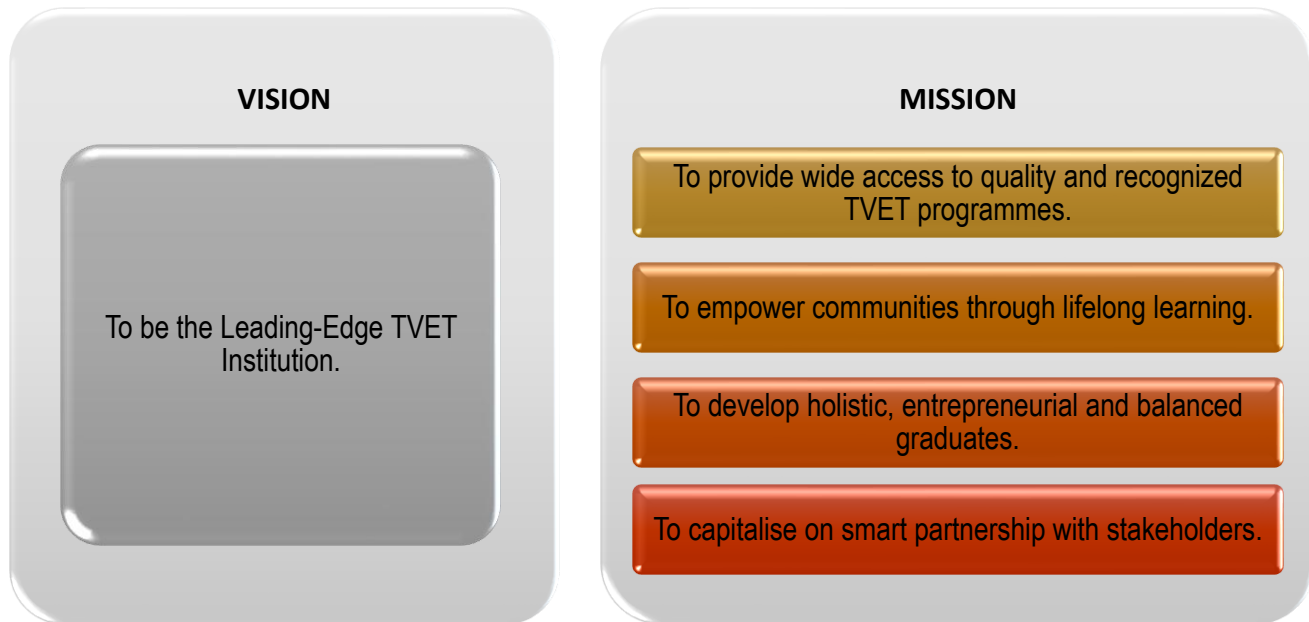 VISION
To be the Leading-Edge TVET
Institution.
MISSION
To provide wide access to quality and recognized
TVET programmes.
To empower communities through lifelong learning.
To develop holistic, entrepreneurial and balanced
graduates.
To capitalise on smart partnership with stakeholders.